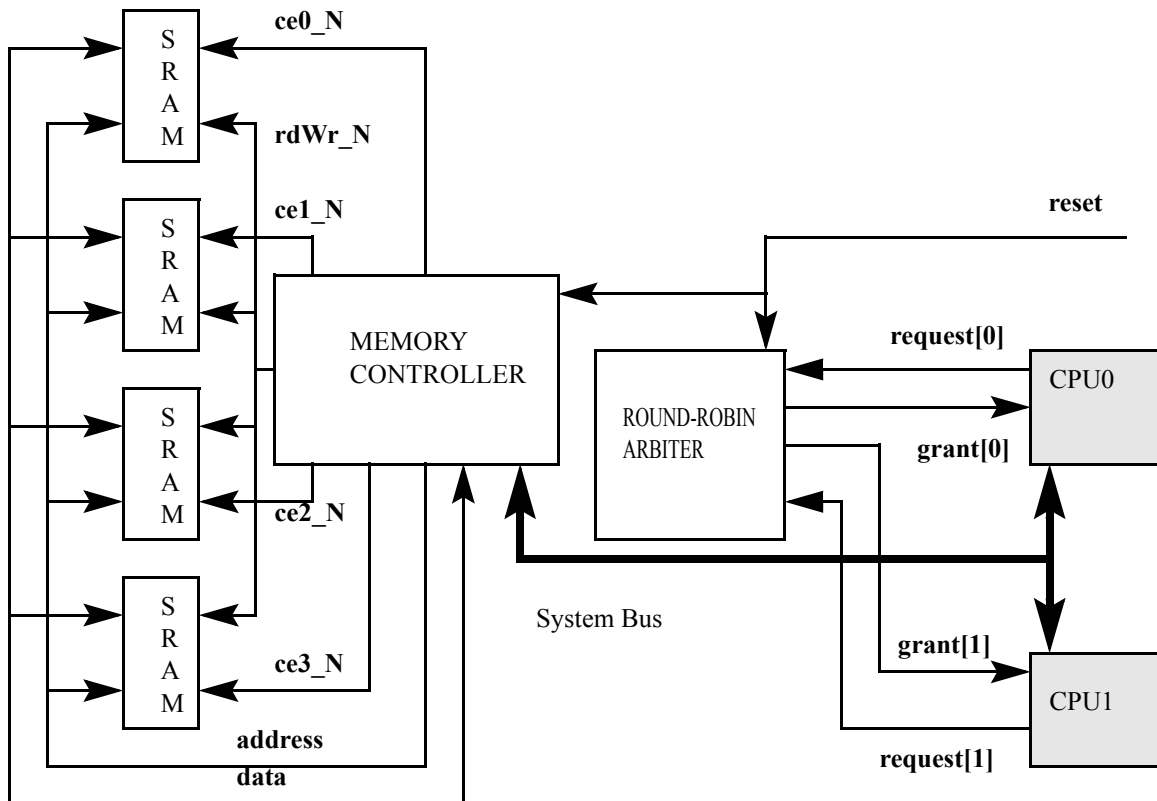 ce0_N
S
R
A
M
rdWr_N
ce1_N
S
R
A
M
reset
MEMORY
CONTROLLER
request[0]
CPU0
ROUND-ROBIN
ARBITER
grant[0]
S
R
A
M
ce2_N
S
R
A
M
System Bus
ce3_N
grant[1]
CPU1
address
data
request[1]